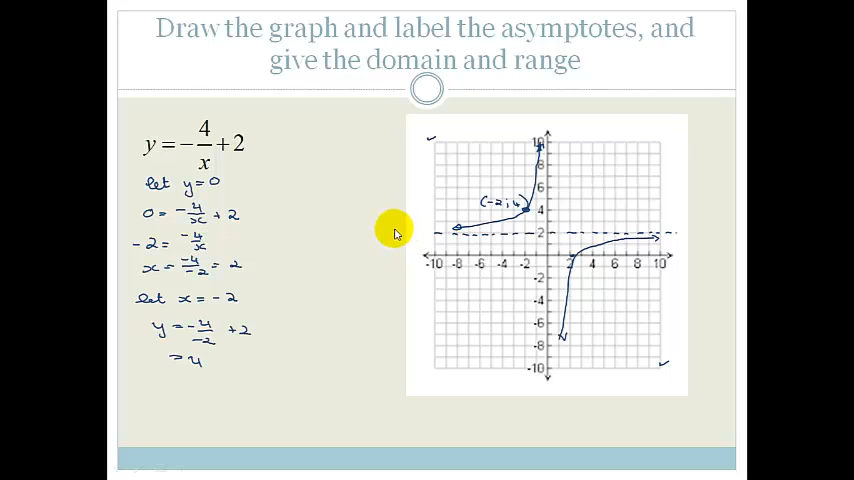 Draw the graph and label the asymptotes, and
give the domain and range
y = -4/x + 2
let y = 0
0 = -4/x + 2
-2 = -4/x
x = -4/-2 = 2
let x = -2
y = -4/-2 + 2
= 4
(-2;4)
10
8
6
4
2
-10 -8 -6 -4 -2 2 4 6 8 10
-2
-4
-6
-8
-10